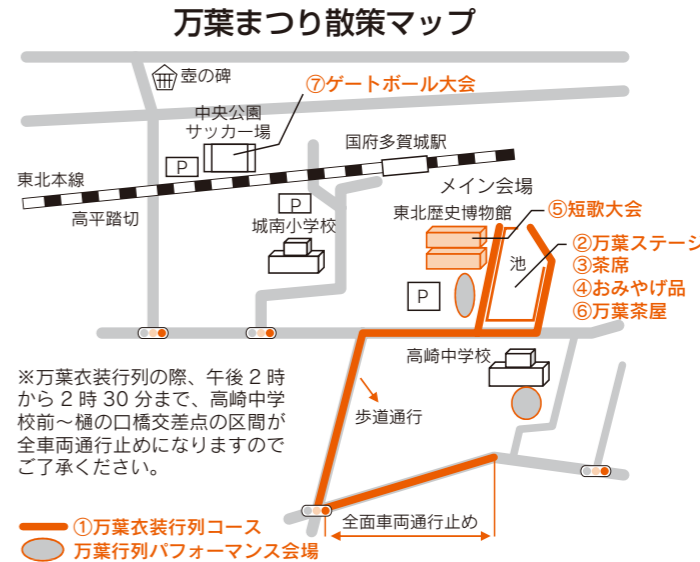 万葉まつり散策マップ
壺の碑
⑦ゲートボール大会
中央公園
サッカー場
国府多賀城駅
P
東北本線
メイン会場
高平踏切
P
城南小学校
東北歴史博物館
⑤短歌大会
②万葉ステージ
池
③茶席
④おみやげ品
⑥万葉茶屋
P
高崎中学校
※万葉衣装行列の際、午後 2 時
から 2 時 30 分まで、高崎中学
校前～樋の口橋交差点の区間が
全車両通行止めになりますので
ご了承ください。
歩道通行
全面車両通行止め
①万葉衣装行列コース
万葉行列パフォーマンス会場